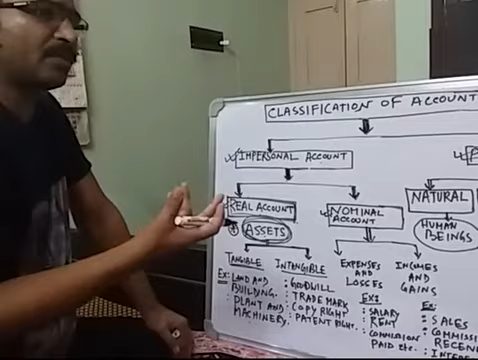 CLASSIFICATION OF ACCOUNT
IMPERSONAL ACCOUNT
REAL ACCOUNT
NOMINAL
ACCOUNT
NATURAL
ASSETS
HUMAN
BEINGS
TANGIBLE
INTANGIBLE
EXPENSES
AND
LOSSES
INCOMES
AND
GAINS
EX: LAND AND
BUILDING.
PLANT AND
MACHINERY.
GOODWILL
TRADE MARK
COPY RIGHT
PATENT RIGHT.
EX:
SALARY
RENT
COMMISSION
PAID etc..
EX:
SALES
COMMISSI
RECEIV